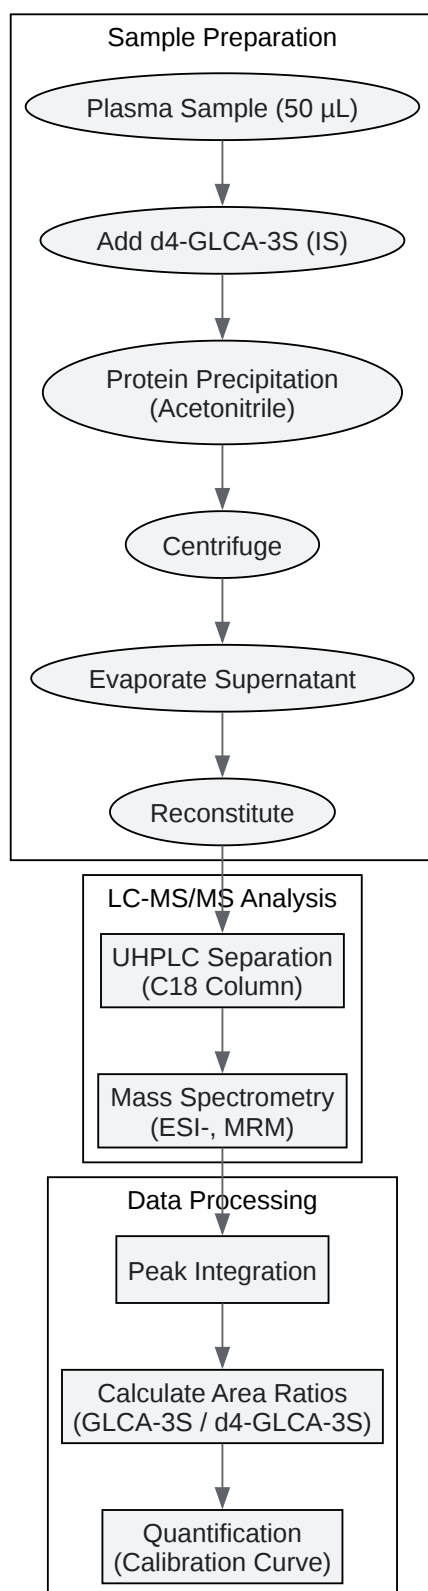 Sample Preparation
Plasma Sample (50 µL)
Add d4-GLCA-3S (IS)
Protein Precipitation
(Acetonitrile)
Centrifuge
Evaporate Supernatant
Reconstitute
LC-MS/MS Analysis
UHPLC Separation
(C18 Column)
Mass Spectrometry
(ESI-, MRM)
Data Processing
Peak Integration
Calculate Area Ratios
(GLCA-3S / d4-GLCA-3S)
Quantification
(Calibration Curve)